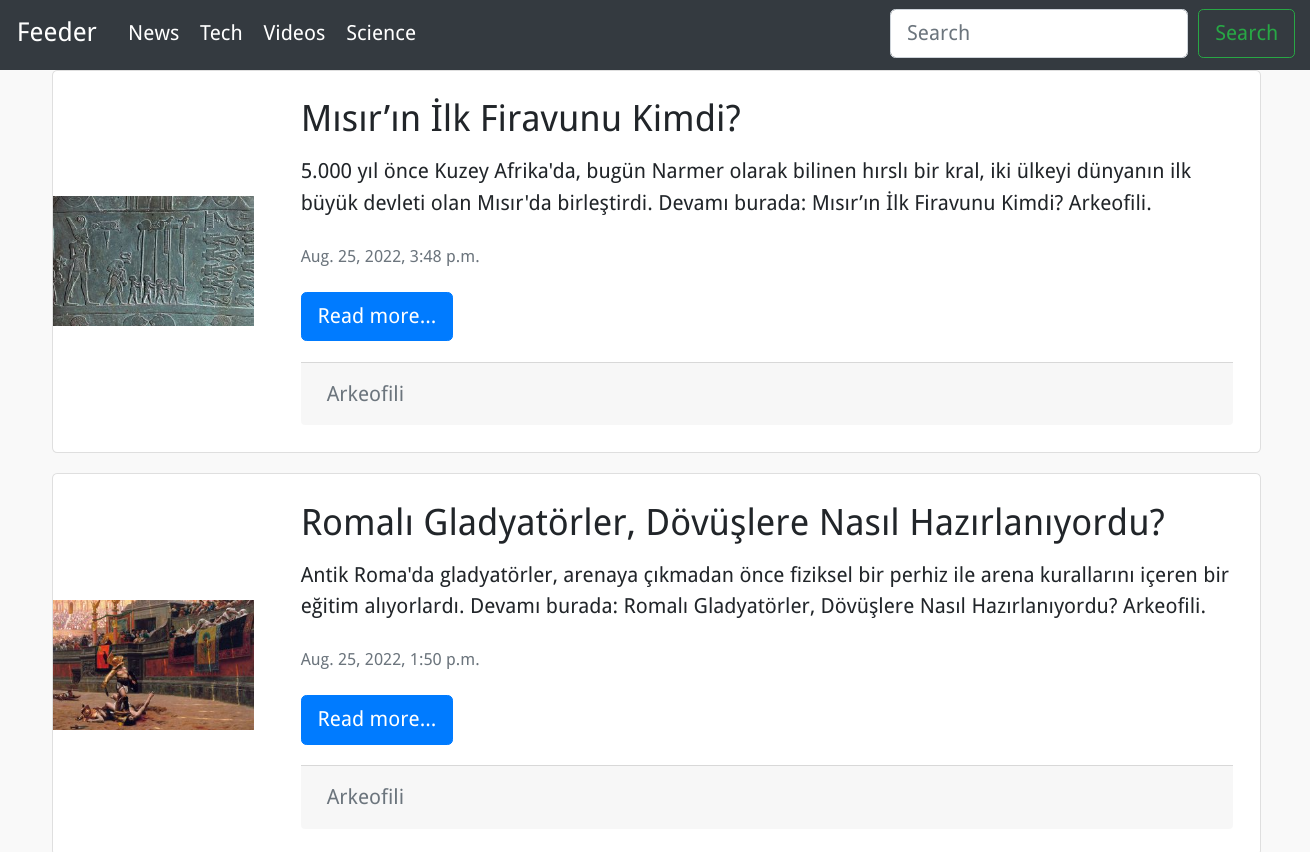 Feeder News Tech Videos Science Search Search
Mısır’ın İlk Firavunu Kimdi?
5.000 yıl önce Kuzey Afrika'da, bugün Narmer olarak bilinen hırslı bir kral, iki ülkeyi dünyanın ilk
büyük devleti olan Mısır'da birleştirdi. Devamı burada: Mısır’ın İlk Firavunu Kimdi? Arkeofili.
Aug. 25, 2022, 3:48 p.m.
Read more...
Arkeofili
Romalı Gladyatörler, Dövüşlere Nasıl Hazırlanıyordu?
Antik Roma'da gladyatörler, arenaya çıkmadan önce fiziksel bir perhiz ile arena kurallarını içeren bir
eğitim alıyorlardı. Devamı burada: Romalı Gladyatörler, Dövüşlere Nasıl Hazırlanıyordu? Arkeofili.
Aug. 25, 2022, 1:50 p.m.
Read more...
Arkeofili